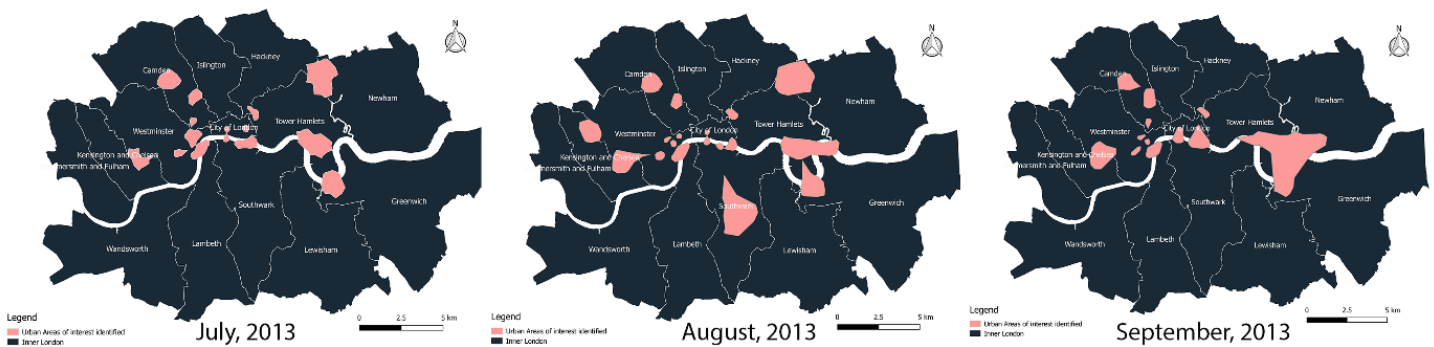 N
Hackney
Islington
Camden
Newham
Westminster
City of London
Tower Hamlets
Kensington and Chelsea
mersmith and Fulham
Southwark
Greenwich
Wandsworth
Lambeth
Lewisham
Legend
Urban Areas of interest identified
Inner London
0 2.5 5 km
July, 2013
N
Hackney
Islington
Camden
Newham
Westminster
City of London
Tower Hamlets
Kensington and Chelsea
mersmith and Fulham
Southwark
Greenwich
Wandsworth
Lambeth
Lewisham
Legend
Urban Areas of interest identified
Inner London
0 2.5 5 km
August, 2013
N
Hackney
Islington
Camden
Newham
Westminster
City of London
Tower Hamlets
Kensington and Chelsea
mersmith and Fulham
Southwark
Greenwich
Wandsworth
Lambeth
Lewisham
Legend
Urban Areas of interest identified
Inner London
0 2.5 5 km
September, 2013